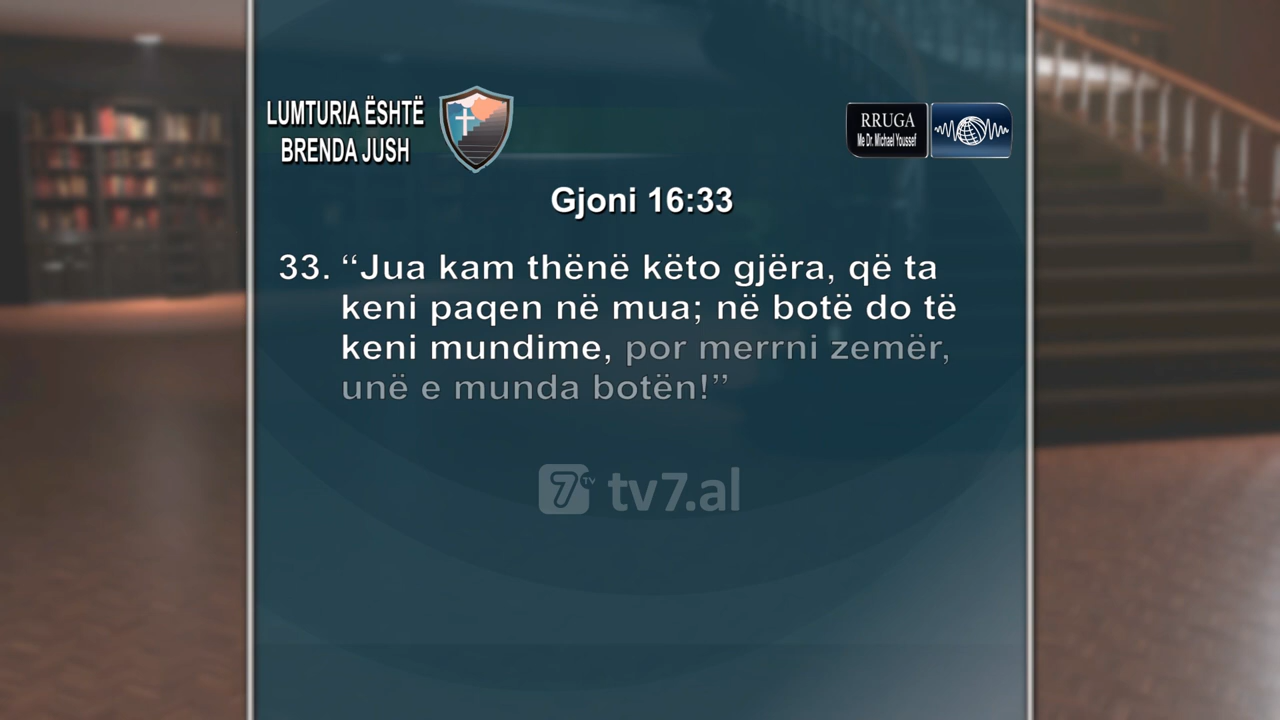 LUMTURIA ËSHTË
BRENDA JUSH
RRUGA
Me Dr. Michael Youssef
Gjoni 16:33
33. “Jua kam thënë këto gjëra, që ta
keni paqen në mua; në botë do të
keni mundime, por merrni zemër,
unë e munda botën!”
7 TV tv7.al